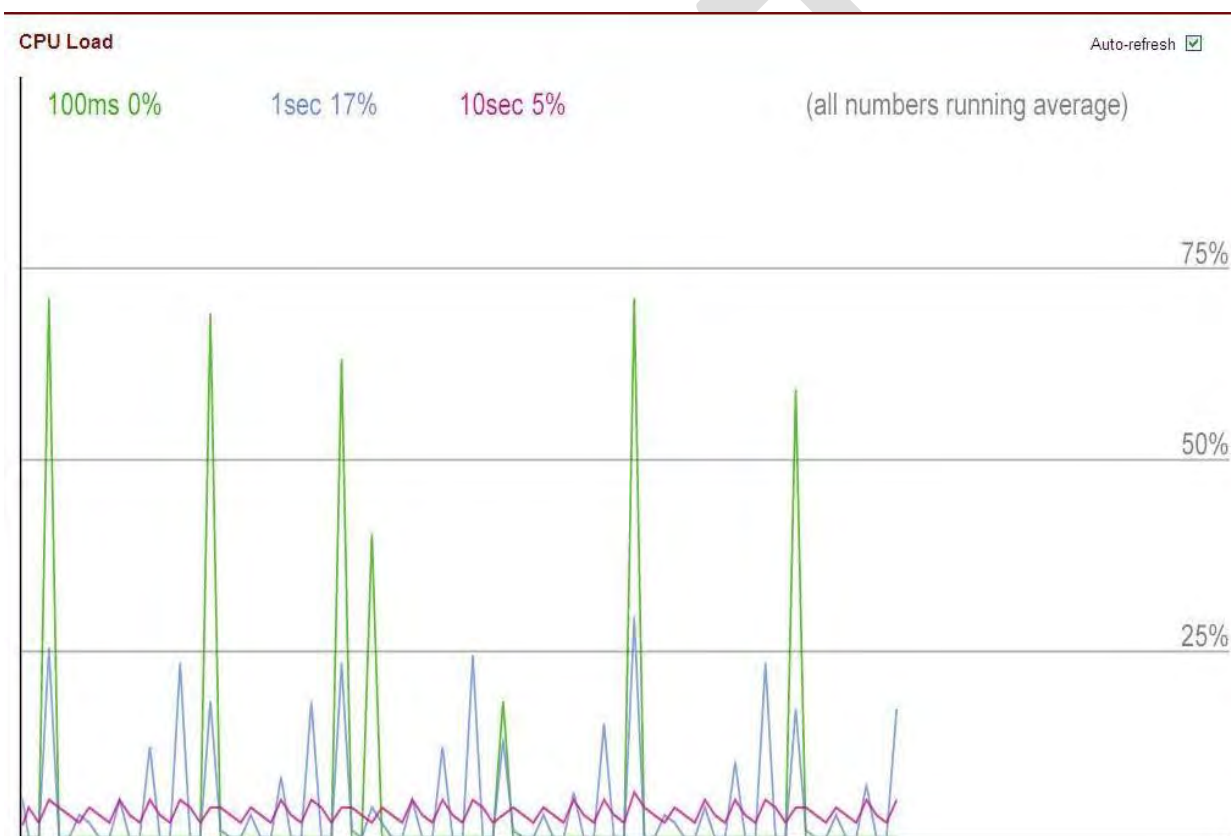 CPU Load
Auto-refresh
100ms 0% 1sec 17% 10sec 5% (all numbers running average)
75%
50%
25%